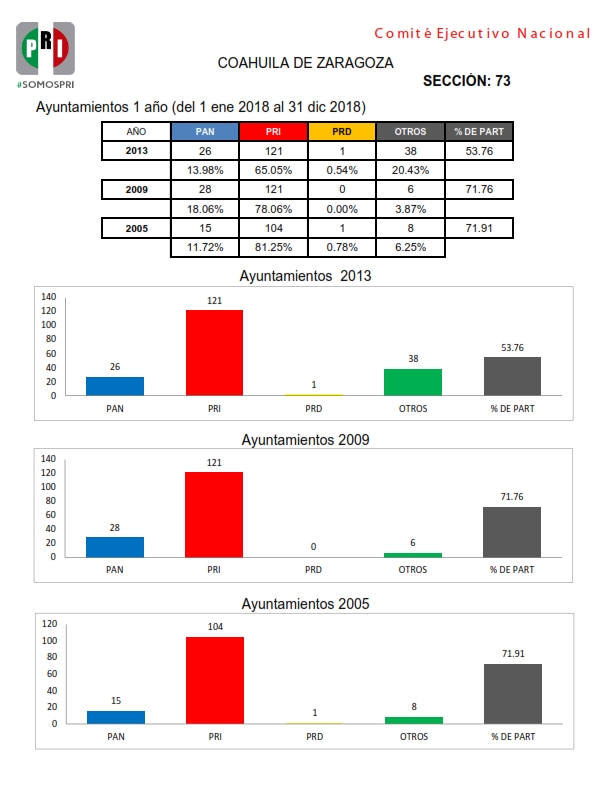 Comité Ejecutivo Nacional
PRI
#SOMOSPRI
COAHUILA DE ZARAGOZA
SECCIÓN: 73
Ayuntamientos 1 año (del 1 ene 2018 al 31 dic 2018)
AÑO PAN PRI PRD OTROS % DE PART
2013 26 121 1 38 53.76
13.98% 65.05% 0.54% 20.43%
2009 28 121 0 6 71.76
18.06% 78.06% 0.00% 3.87%
2005 15 104 1 8 71.91
11.72% 81.25% 0.78% 6.25%
Ayuntamientos 2013
140
120
100
80
60
40
20
0
26 121 1 38 53.76
PAN PRI PRD OTROS % DE PART
Ayuntamientos 2009
140
120
100
80
60
40
20
0
28 121 0 6 71.76
PAN PRI PRD OTROS % DE PART
Ayuntamientos 2005
120
100
80
60
40
20
0
15 104 1 8 71.91
PAN PRI PRD OTROS % DE PART